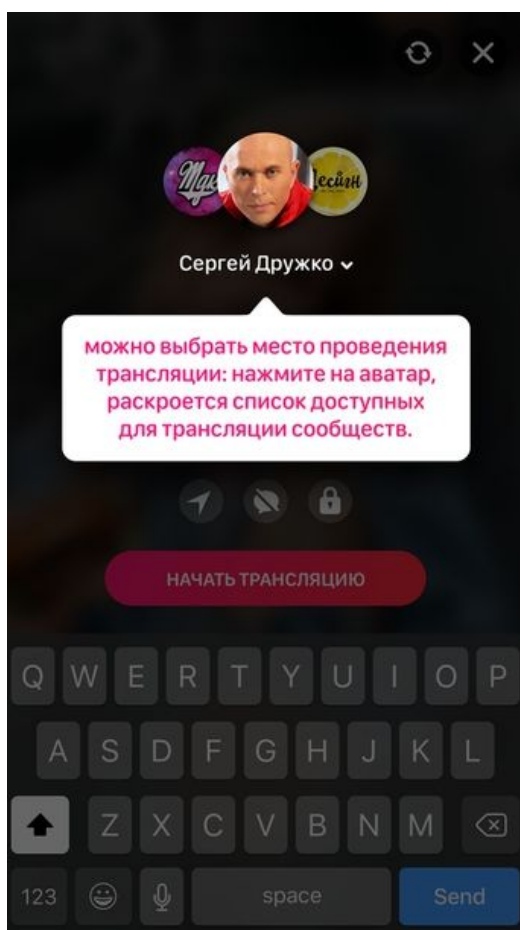 Сергей Дружко
можно выбрать место проведения
трансляции: нажмите на аватар,
раскроется список доступных
для трансляции сообществ.
НАЧАТЬ ТРАНСЛЯЦИЮ
Q W E R T Y U I O P
A S D F G H J K L
Z X C V B N M
123 space Send